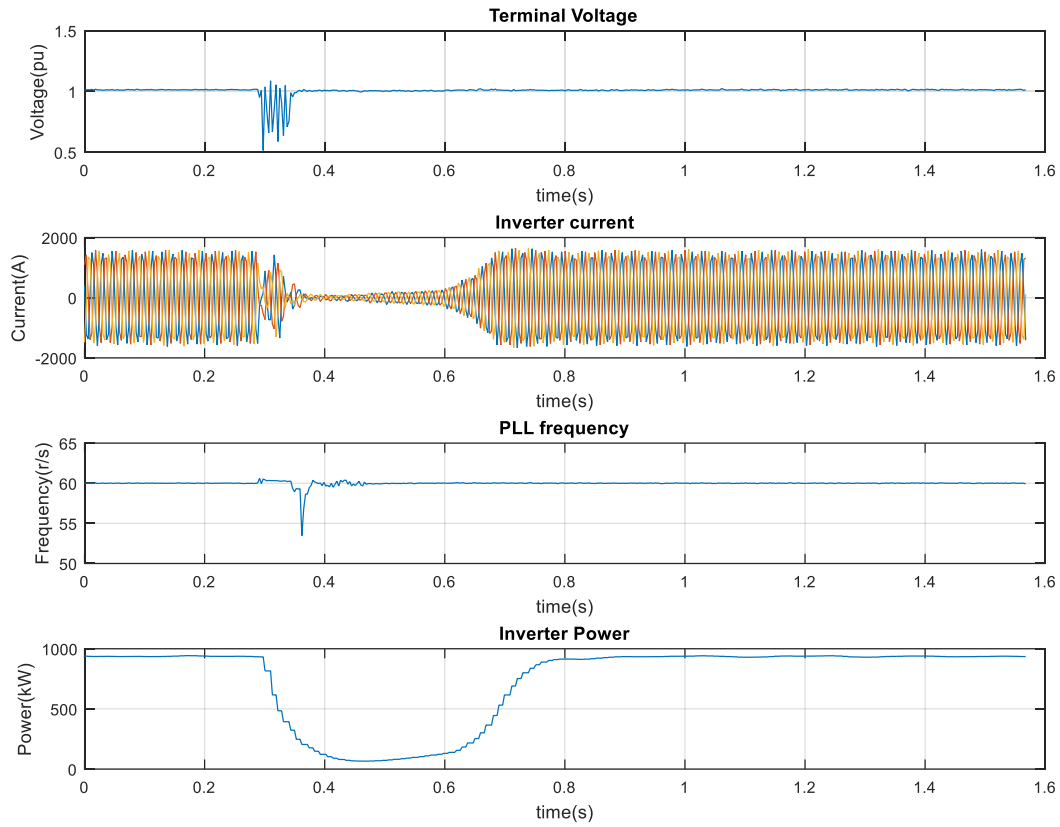 Terminal Voltage
Voltage(pu)
1.5
1
0.5
0 0.2 0.4 0.6 0.8 1 1.2 1.4 1.6
time(s)
Inverter current
Current(A)
2000
0
-2000
0 0.2 0.4 0.6 0.8 1 1.2 1.4 1.6
time(s)
PLL frequency
Frequency(r/s)
65
60
55
50
0 0.2 0.4 0.6 0.8 1 1.2 1.4 1.6
time(s)
Inverter Power
Power(kW)
1000
500
0
0 0.2 0.4 0.6 0.8 1 1.2 1.4 1.6
time(s)